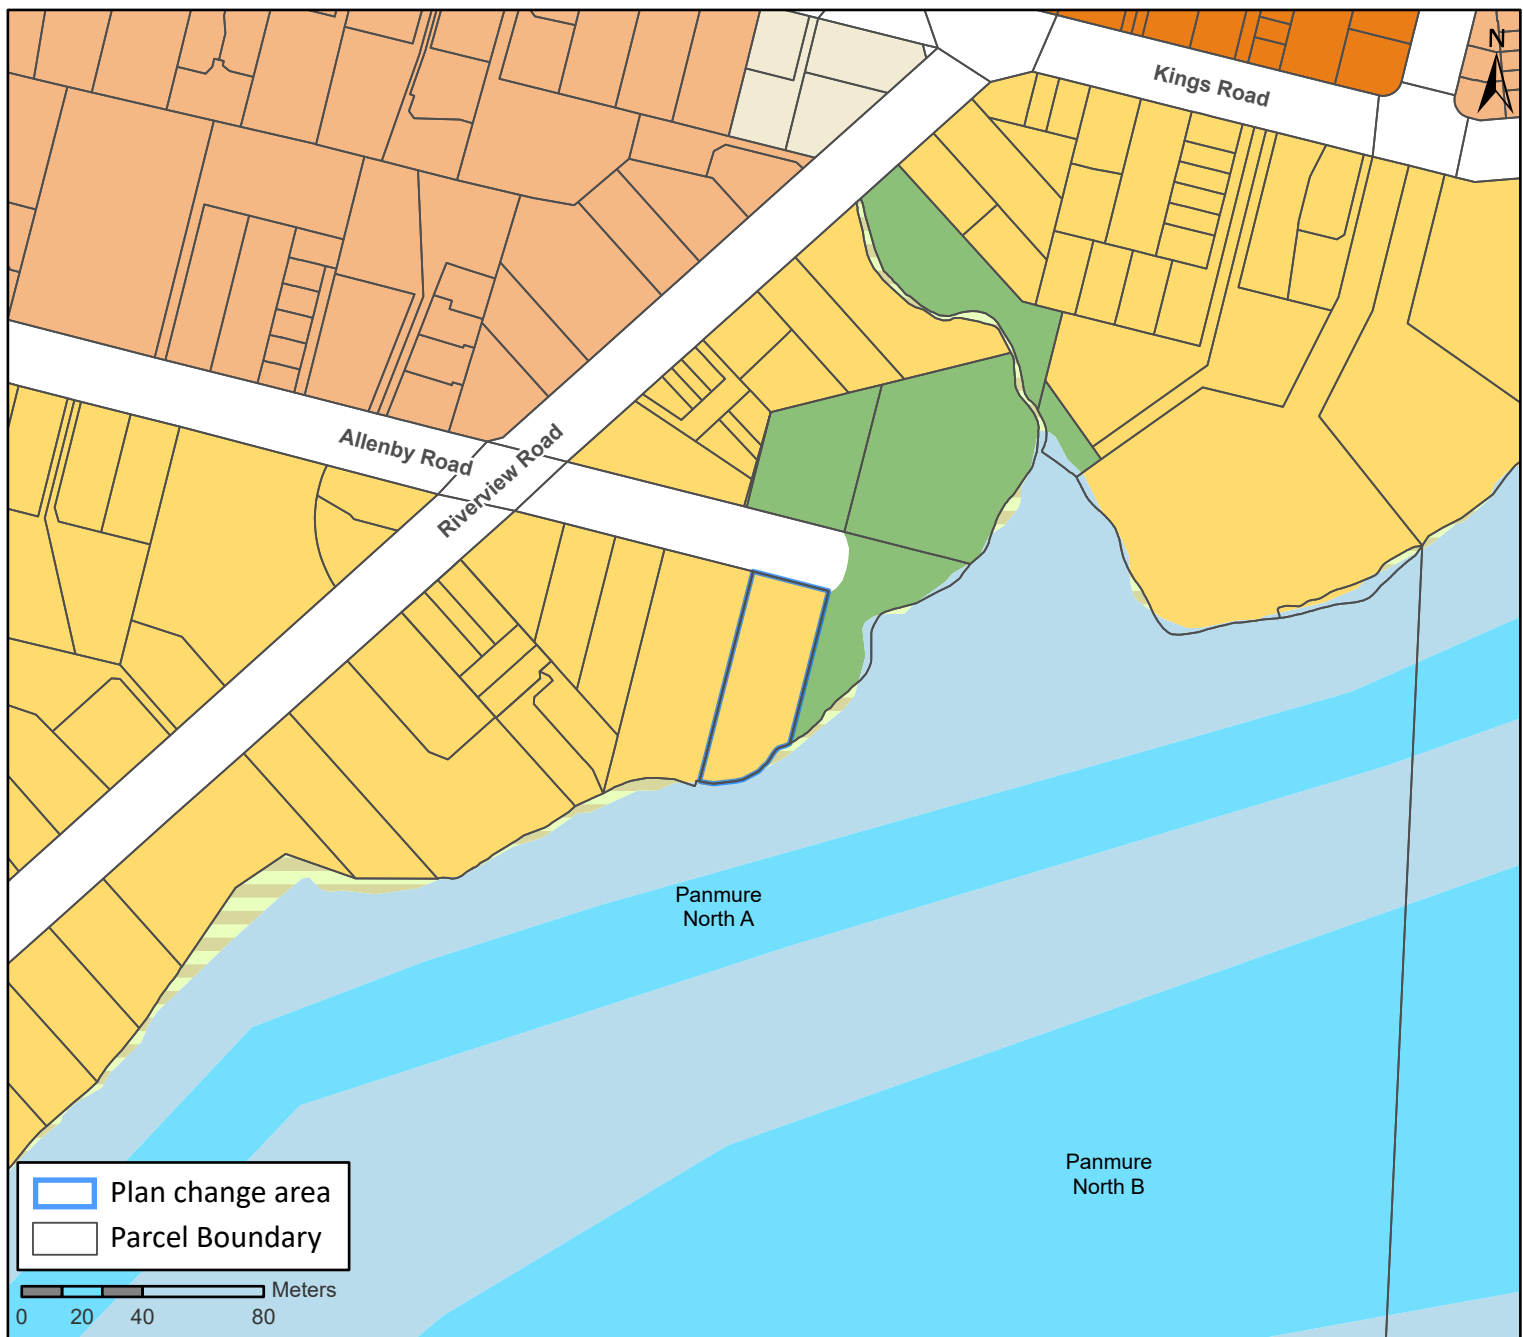 N
Kings Road
Allenby Road
Riverview Road
Panmure
North A
Panmure
North B
Plan change area
Parcel Boundary
Meters
0 20 40 80